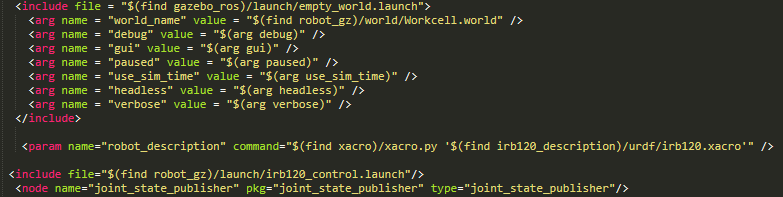 <include file = "$(find gazebo_ros)/launch/empty_world.launch">
<arg name = "world_name" value = "$(find robot_gz)/world/Workcell.world" />
<arg name = "debug" value = "$(arg debug)" />
<arg name = "gui" value = "$(arg gui)" />
<arg name = "paused" value = "$(arg paused)" />
<arg name = "use_sim_time" value = "$(arg use_sim_time)" />
<arg name = "headless" value = "$(arg headless)" />
<arg name = "verbose" value = "$(arg verbose)" />
</include>
<param name="robot_description" command="$(find xacro)/xacro.py '$(find irb120_description)/urdf/irb120.xacro'" />
<include file="$(find robot_gz)/launch/irb120_control.launch"/>
<node name="joint_state_publisher" pkg="joint_state_publisher" type="joint_state_publisher"/>